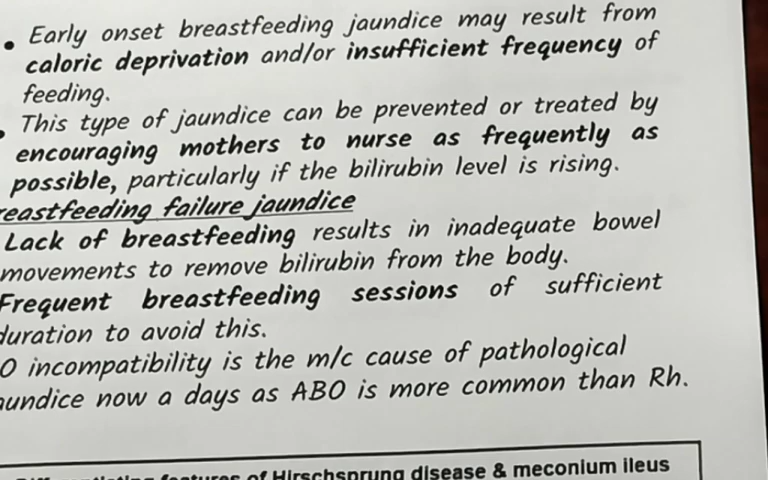 Early onset breastfeeding jaundice may result from
caloric deprivation and/or insufficient frequency of
feeding.
This type of jaundice can be prevented or treated by
encouraging mothers to nurse as frequently as
possible, particularly if the bilirubin level is rising.
reastfeeding failure jaundice
Lack of breastfeeding results in inadequate bowel
movements to remove bilirubin from the body.
Frequent breastfeeding sessions of sufficient
duration to avoid this.
O incompatibility is the m/c cause of pathological
aundice now a days as ABO is more common than Rh.
Differentiating features of Hirschsprung disease & meconium ileus